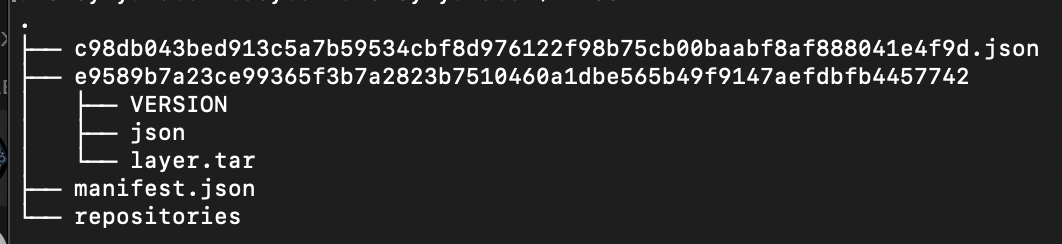 .
├── c98db043bed913c5a7b59534cbf8d976122f98b75cb00baabf8af888041e4f9d.json
├── e9589b7a23ce99365f3b7a2823b7510460a1dbe565b49f9147aefdbfb4457742
│   ├── VERSION
│   ├── json
│   └── layer.tar
├── manifest.json
└── repositories